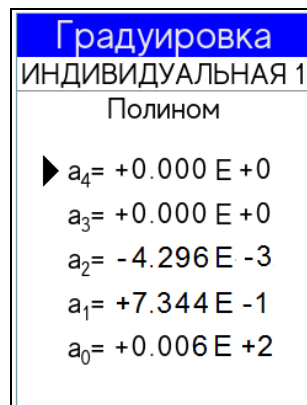 Градуировка
ИНДИВИДУАЛЬНАЯ 1
Полином
a₄= +0.000 E +0
a₃= +0.000 E +0
a₂= -4.296 E -3
a₁= +7.344 E -1
a₀= +0.006 E +2